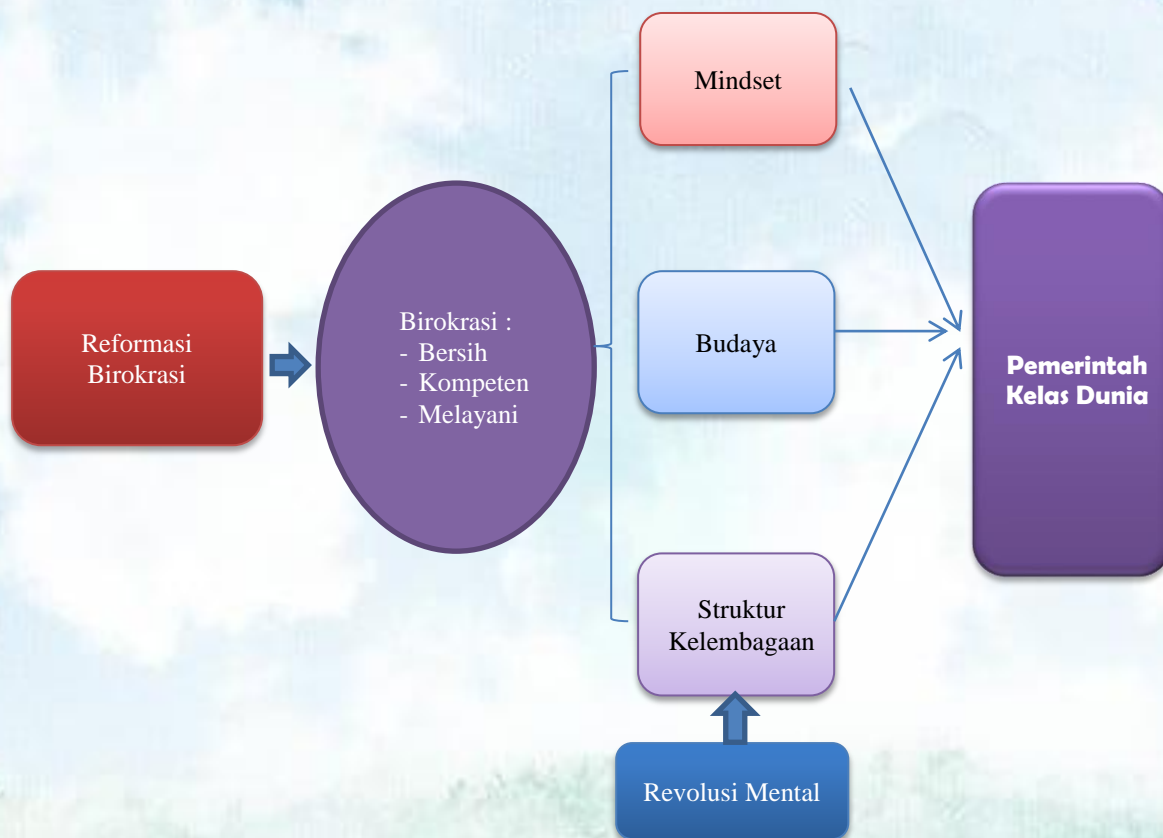 Reformasi
Birokrasi
Birokrasi :
- Bersih
- Kompeten
- Melayani
Mindset
Budaya
Struktur
Kelembagaan
Revolusi Mental
Pemerintah
Kelas Dunia